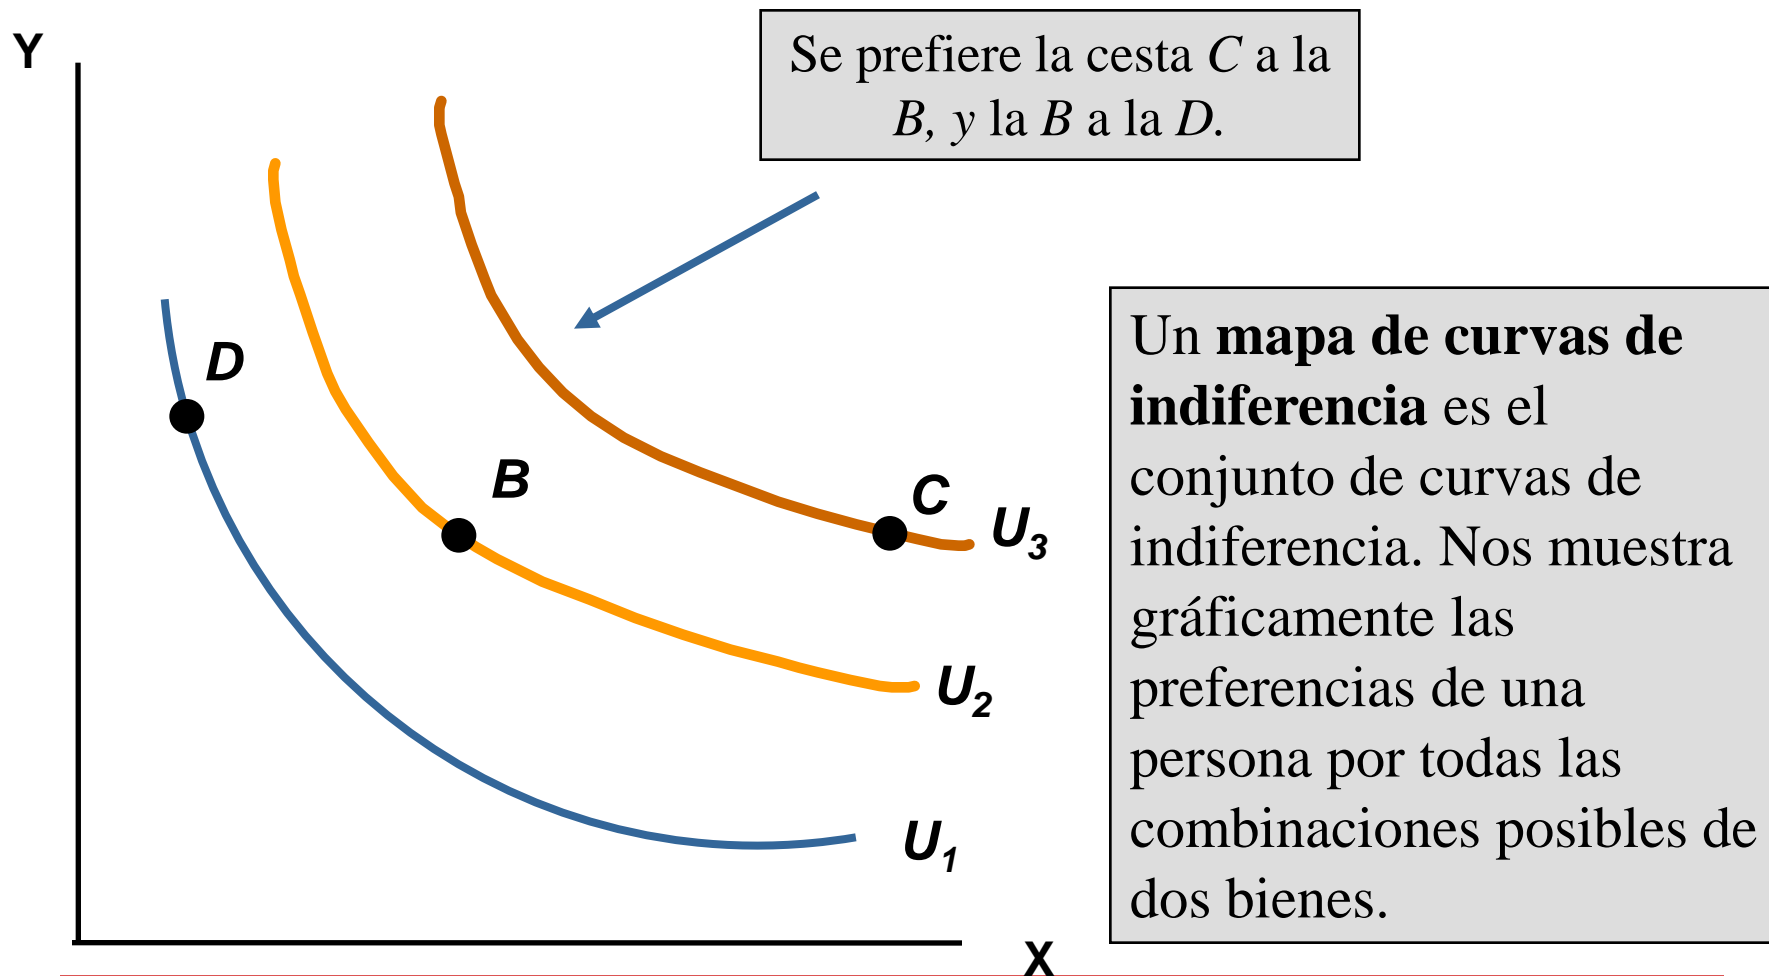 Y
Se prefiere la cesta C a la
B, y la B a la D.
D
B
C
U3
U2
U1
X
Un mapa de curvas de
indiferencia es el
conjunto de curvas de
indiferencia. Nos muestra
gráficamente las
preferencias de una
persona por todas las
combinaciones posibles de
dos bienes.